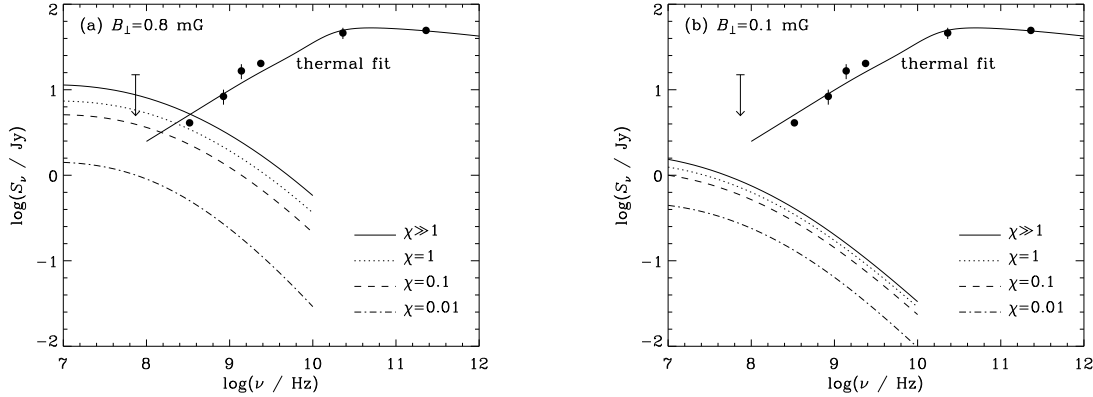 (a) B⊥=0.8 mG
thermal fit
χ≫1
χ=1
χ=0.1
χ=0.01
2
1
0
−1
−2
log(Sν / Jy)
7 8 9 10 11 12
log(ν / Hz)
(b) B⊥=0.1 mG
thermal fit
χ≫1
χ=1
χ=0.1
χ=0.01
2
1
0
−1
−2
log(Sν / Jy)
7 8 9 10 11 12
log(ν / Hz)